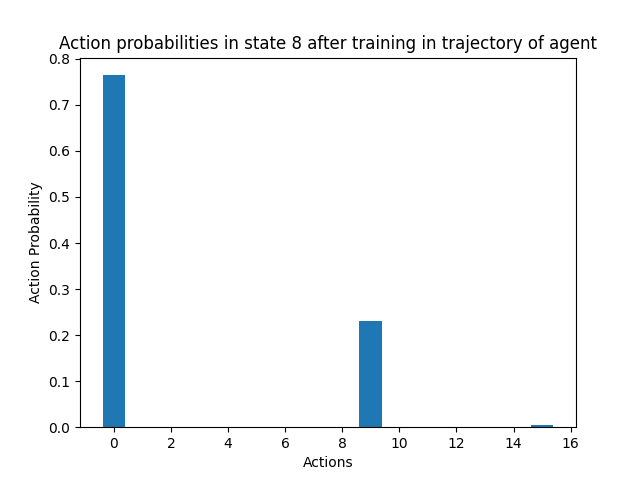 Action probabilities in state 8 after training in trajectory of agent
0.8
0.7
0.6
0.5
0.4
0.3
0.2
0.1
0.0
Action Probability
0 2 4 6 8 10 12 14 16
Actions